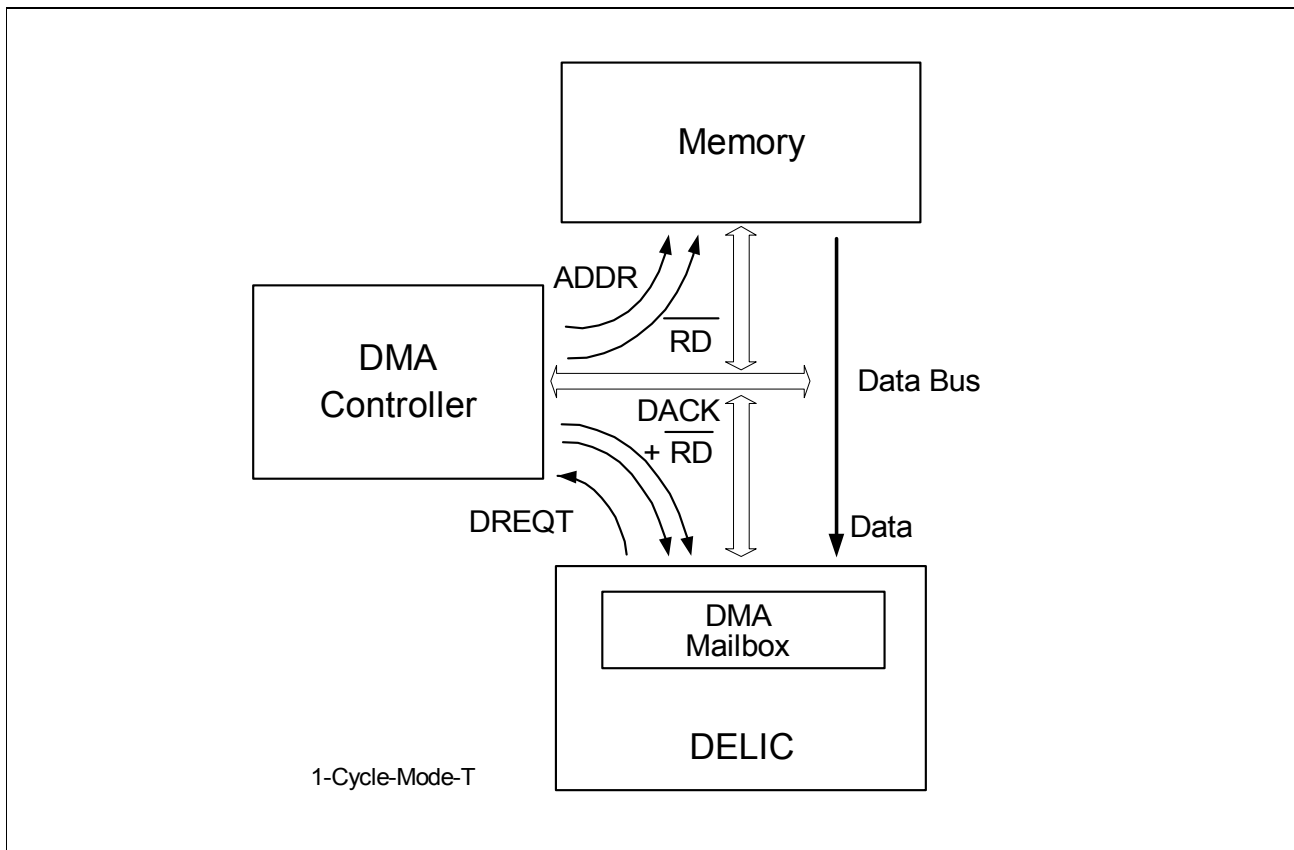 Memory
ADDR
RD
DMA
Controller
Data Bus
DACK
+ RD
DREQT
Data
DMA
Mailbox
DELIC
1-Cycle-Mode-T